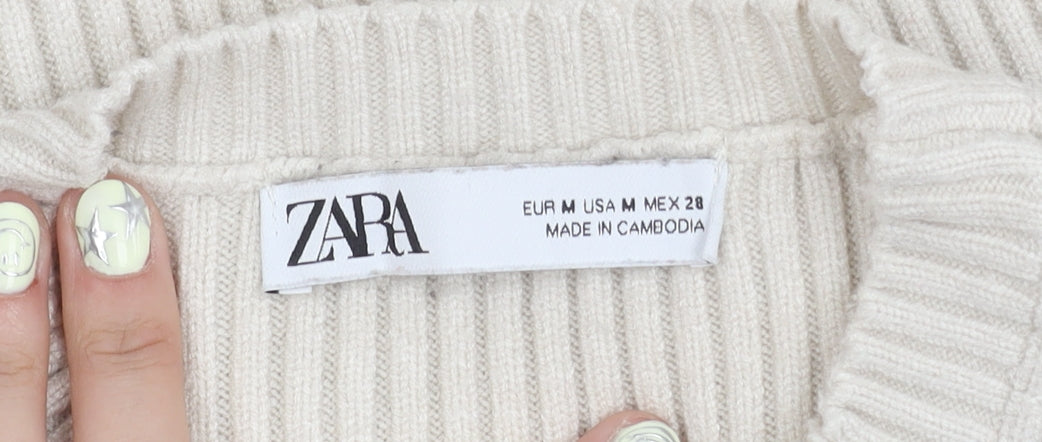 ZARA
EUR M USA M MEX 28
MADE IN CAMBODIA